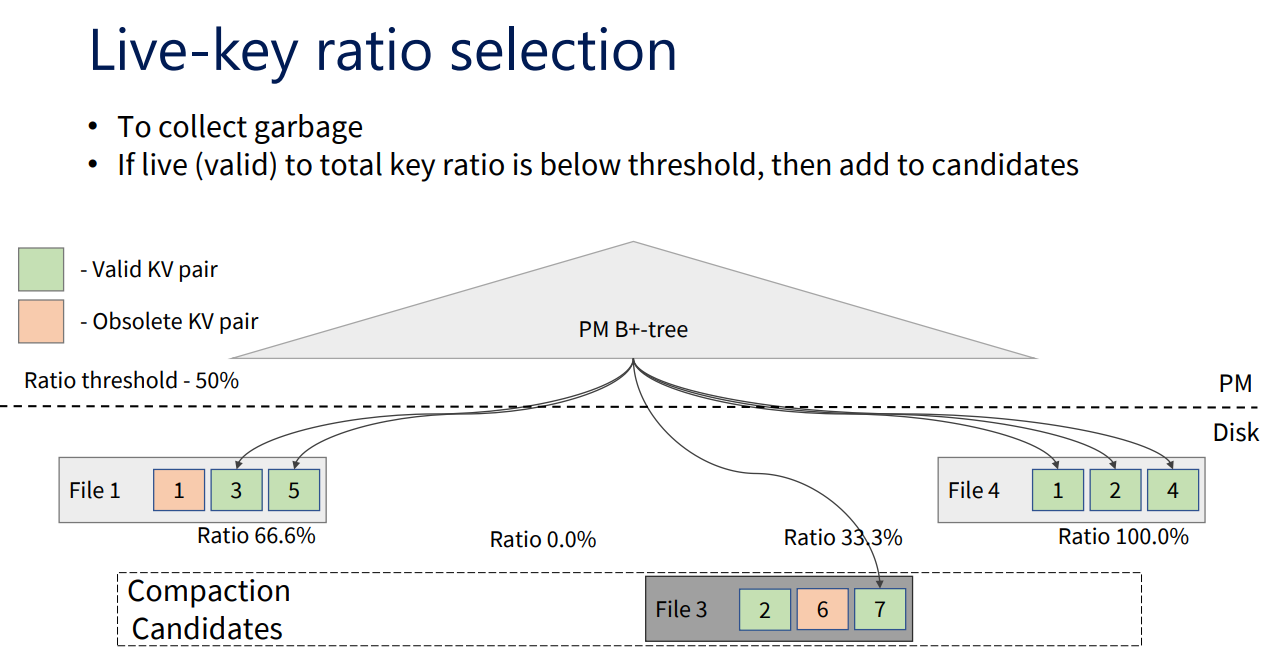 Live-key ratio selection
• To collect garbage
• If live (valid) to total key ratio is below threshold, then add to candidates
- Valid KV pair
- Obsolete KV pair
PM B+-tree
Ratio threshold - 50%
PM
Disk
File 1 1 3 5
File 4 1 2 4
Ratio 66.6%
Ratio 0.0%
Ratio 33.3%
Ratio 100.0%
Compaction
Candidates
File 3 2 6 7